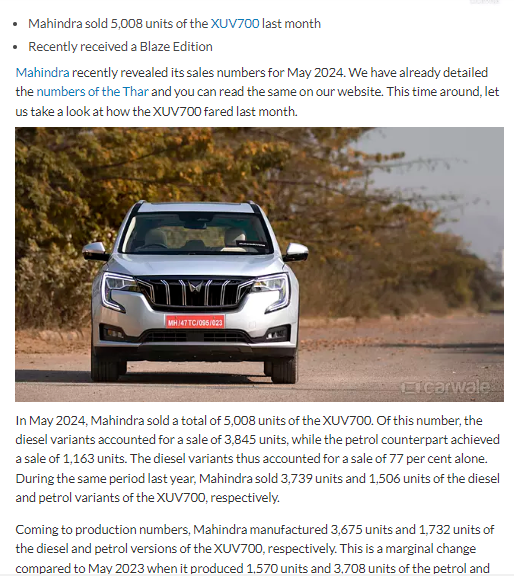 Mahindra sold 5,008 units of the XUV700 last month
Recently received a Blaze Edition
Mahindra recently revealed its sales numbers for May 2024. We have already detailed
the numbers of the Thar and you can read the same on our website. This time around, let
us take a look at how the XUV700 fared last month.
MH/47TC/095/623
carwale
In May 2024, Mahindra sold a total of 5,008 units of the XUV700. Of this number, the
diesel variants accounted for a sale of 3,845 units, while the petrol counterpart achieved
a sale of 1,163 units. The diesel variants thus accounted for a sale of 77 per cent alone.
During the same period last year, Mahindra sold 3,739 units and 1,506 units of the diesel
and petrol variants of the XUV700, respectively.
Coming to production numbers, Mahindra manufactured 3,675 units and 1,732 units of
the diesel and petrol versions of the XUV700, respectively. This is a marginal change
compared to May 2023 when it produced 1,570 units and 3,708 units of the petrol and